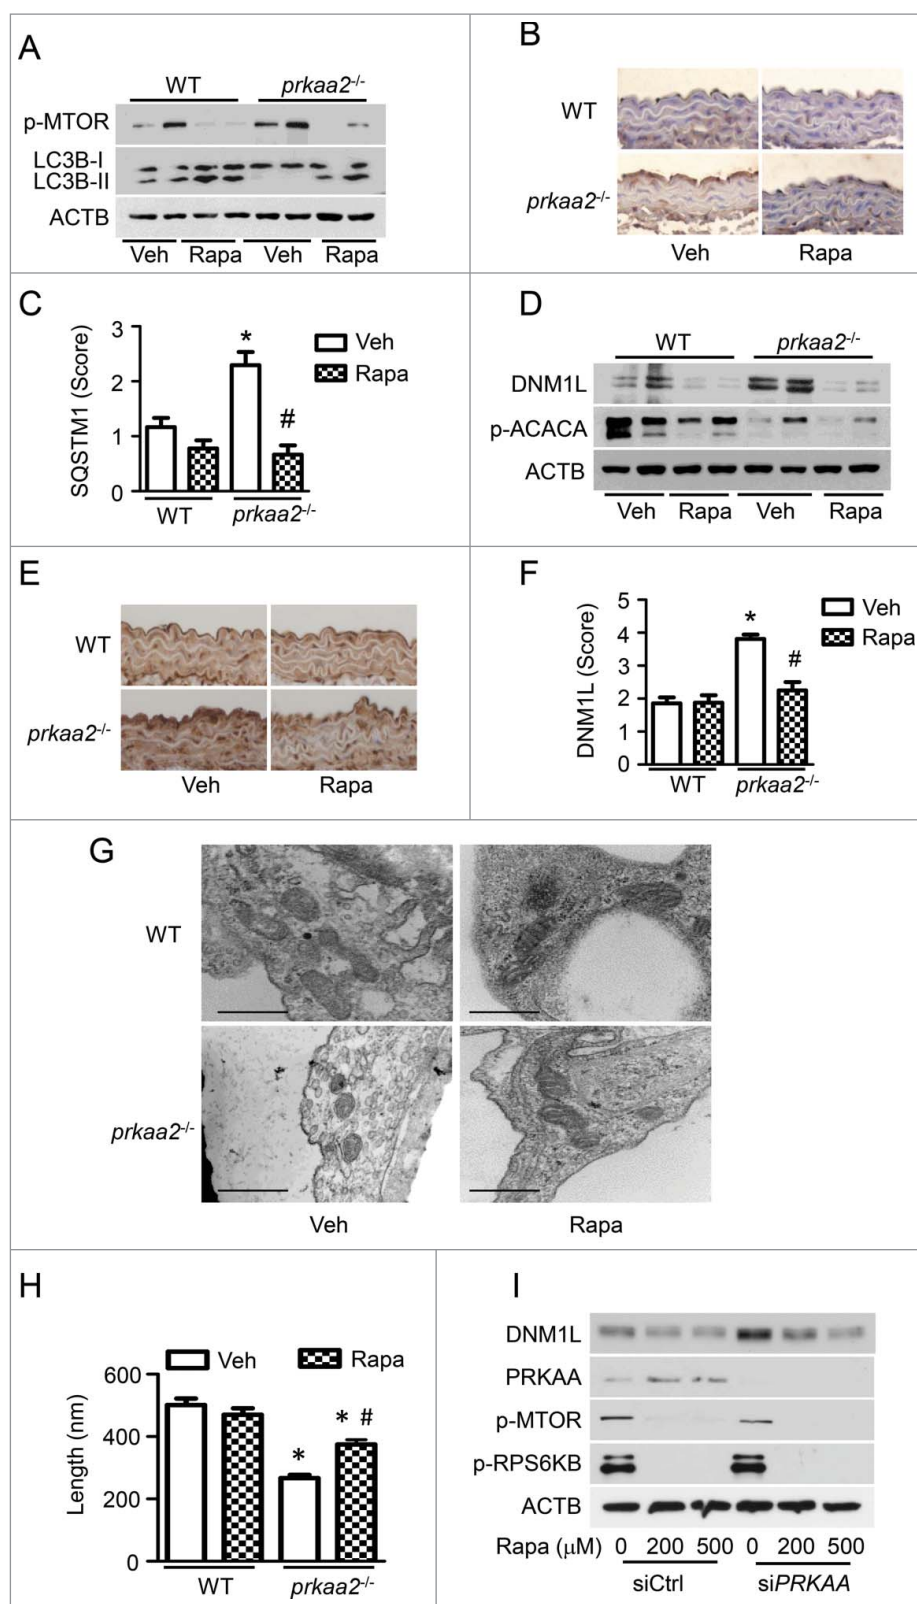 A
WT prkaa2-/-
p-MTOR
LC3B-I
LC3B-II
ACTB
Veh Rapa Veh Rapa
B
WT
prkaa2-/-
Veh Rapa
C
SQSTM1 (Score)
3
2
1
0
* #
Veh
Rapa
WT prkaa2-/-
D
WT prkaa2-/-
DNM1L
p-ACACA
ACTB
Veh Rapa Veh Rapa
E
WT
prkaa2-/-
Veh Rapa
F
DNM1L (Score)
5
4
3
2
1
0
* #
Veh
Rapa
WT prkaa2-/-
G
WT
prkaa2-/-
Veh Rapa
H
Veh Rapa
Length (nm)
600
400
200
0
* * #
WT prkaa2-/-
I
DNM1L
PRKAA
p-MTOR
p-RPS6KB
ACTB
Rapa (μM) 0 200 500 0 200 500
siCtrl siPRKAA